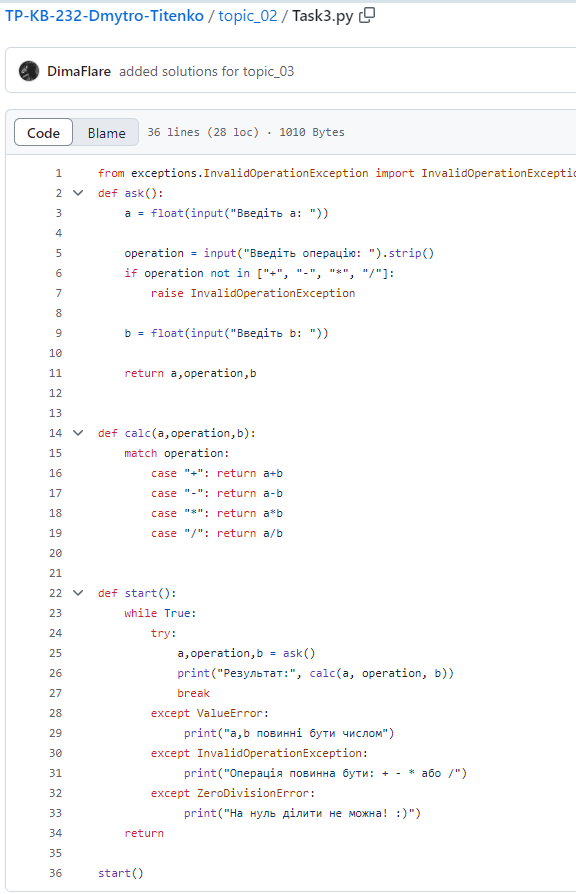 TP-KB-232-Dmytro-Titenko / topic_02 / Task3.py
DimaFlare added solutions for topic_03
Code Blame 36 lines (28 loc) · 1010 Bytes
1 from exceptions.InvalidOperationException import InvalidOperationExceptio
2 def ask():
3 a = float(input("Введіть a: "))
4
5 operation = input("Введіть операцію: ").strip()
6 if operation not in ["+", "-", "*", "/"]:
7 raise InvalidOperationException
8
9 b = float(input("Введіть b: "))
10
11 return a,operation,b
12
13
14 def calc(a,operation,b):
15 match operation:
16 case "+": return a+b
17 case "-": return a-b
18 case "*": return a*b
19 case "/": return a/b
20
21
22 def start():
23 while True:
24 try:
25 a,operation,b = ask()
26 print("Результат:", calc(a, operation, b))
27 break
28 except ValueError:
29 print("a,b повинні бути числом")
30 except InvalidOperationException:
31 print("Операція повинна бути: + - * або /")
32 except ZeroDivisionError:
33 print("На нуль ділити не можна! :)")
34 return
35
36 start()